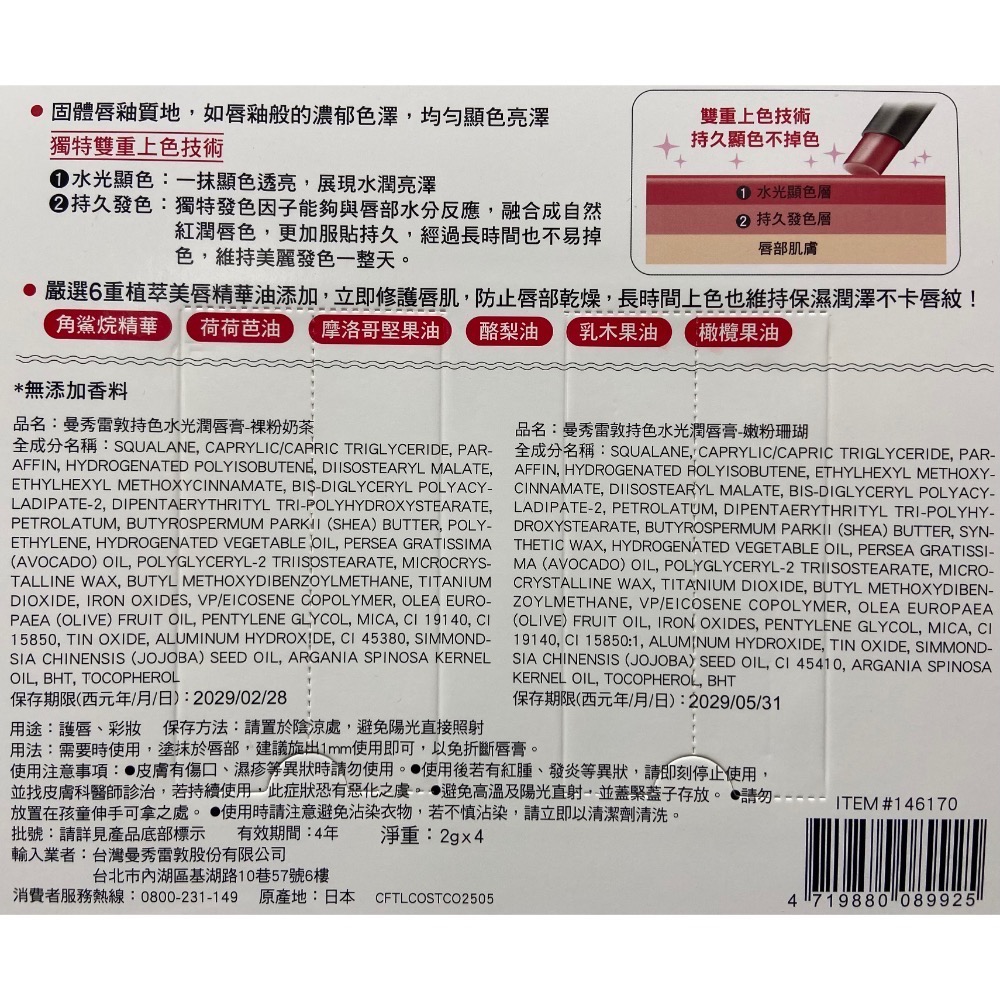 ● 固體唇釉質地，如唇釉般的濃郁色澤，均勻顯色亮澤
獨特雙重上色技術
❶水光顯色：一抹顯色透亮，展現水潤亮澤
❷持久發色：獨特發色因子能夠與唇部水分反應，融合成自然
紅潤唇色，更加服貼持久，經過長時間也不易掉
色，維持美麗發色一整天。
雙重上色技術
持久顯色不掉色
❶ 水光顯色層
❷ 持久發色層
唇部肌膚
● 嚴選6重植萃美唇精華油添加，立即修護唇肌，防止唇部乾燥，長時間上色也維持保濕潤澤不卡唇紋！
角鯊烷精華 荷荷芭油 摩洛哥堅果油 酪梨油 乳木果油 橄欖果油
*無添加香料
品名：曼秀雷敦持色水光潤唇膏-裸粉奶茶
全成分名稱：SQUALANE, CAPRYLIC/CAPRIC TRIGLYCERIDE, PAR-
AFFIN, HYDROGENATED POLYISOBUTENE, DIISOSTEARYL MALATE,
ETHYLHEXYL METHOXYCINNAMATE, BIS-DIGLYCERYL POLYACY-
LADIPATE-2, DIPENTAERYTHRITYL TRI-POLYHYDROXYSTEARATE,
PETROLATUM, BUTYROSPERMUM PARKII (SHEA) BUTTER, POLY-
ETHYLENE, HYDROGENATED VEGETABLE OIL, PERSEA GRATISSIMA
(AVOCADO) OIL, POLYGLYCERYL-2 TRIISOSTEARATE, MICROCRYS-
TALLINE WAX, BUTYL METHOXYDIBENZOYLMETHANE, TITANIUM
DIOXIDE, IRON OXIDES, VP/EICOSENE COPOLYMER, OLEA EURO-
PAEA (OLIVE) FRUIT OIL, PENTYLENE GLYCOL, MICA, CI 19140, CI
15850, TIN OXIDE, ALUMINUM HYDROXIDE, CI 45380, SIMMOND-
SIA CHINENSIS (JOJOBA) SEED OIL, ARGANIA SPINOSA KERNEL
OIL, BHT, TOCOPHEROL
保存期限(西元年/月/日)：2029/02/28
品名：曼秀雷敦持色水光潤唇膏-嫩粉珊瑚
全成分名稱：SQUALANE, CAPRYLIC/CAPRIC TRIGLYCERIDE, PAR-
AFFIN, HYDROGENATED POLYISOBUTENE, ETHYLHEXYL METHOXY-
CINNAMATE, DIISOSTEARYL MALATE, BIS-DIGLYCERYL POLYACY-
LADIPATE-2, PETROLATUM, DIPENTAERYTHRITYL TRI-POLYHY-
DROXYSTEARATE, BUTYROSPERMUM PARKII (SHEA) BUTTER, SYN-
THETIC WAX, HYDROGENATED VEGETABLE OIL, PERSEA GRATISSI-
MA (AVOCADO) OIL, POLYGLYCERYL-2 TRIISOSTEARATE, MICRO-
CRYSTALLINE WAX, TITANIUM DIOXIDE, BUTYL METHOXYDIBEN-
ZOYLMETHANE, VP/EICOSENE COPOLYMER, OLEA EUROPAEA
(OLIVE) FRUIT OIL, IRON OXIDES, PENTYLENE GLYCOL, MICA, CI
19140, CI 15850:1, ALUMINUM HYDROXIDE, TIN OXIDE, SIMMOND-
SIA CHINENSIS (JOJOBA) SEED OIL, CI 45410, ARGANIA SPINOSA
KERNEL OIL, TOCOPHEROL, BHT
保存期限(西元年/月/日)：2029/05/31
用途：護唇、彩妝 保存方法：請置於陰涼處，避免陽光直接照射
用法：需要時使用，塗抹於唇部，建議旋出1mm使用即可，以免折斷唇膏。
使用注意事項：●皮膚有傷口、濕疹等異狀時請勿使用。●使用後若有紅腫、發炎等異狀，請即刻停止使用，
並找皮膚科醫師診治，若持續使用，此症狀恐有惡化之虞。●避免高溫及陽光直射，並蓋緊蓋子存放。●請勿
放置在孩童伸手可拿之處。●使用時請注意避免沾染衣物，若不慎沾染，請立即以清潔劑清洗。
批號：請詳見產品底部標示 有效期間：4年 淨重：2g×4
輸入業者：台灣曼秀雷敦股份有限公司
台北市內湖區基湖路10巷57號6樓
消費者服務熱線：0800-231-149 原產地：日本 CFTLCOSTCO2505
ITEM #146170
4 719880 089925